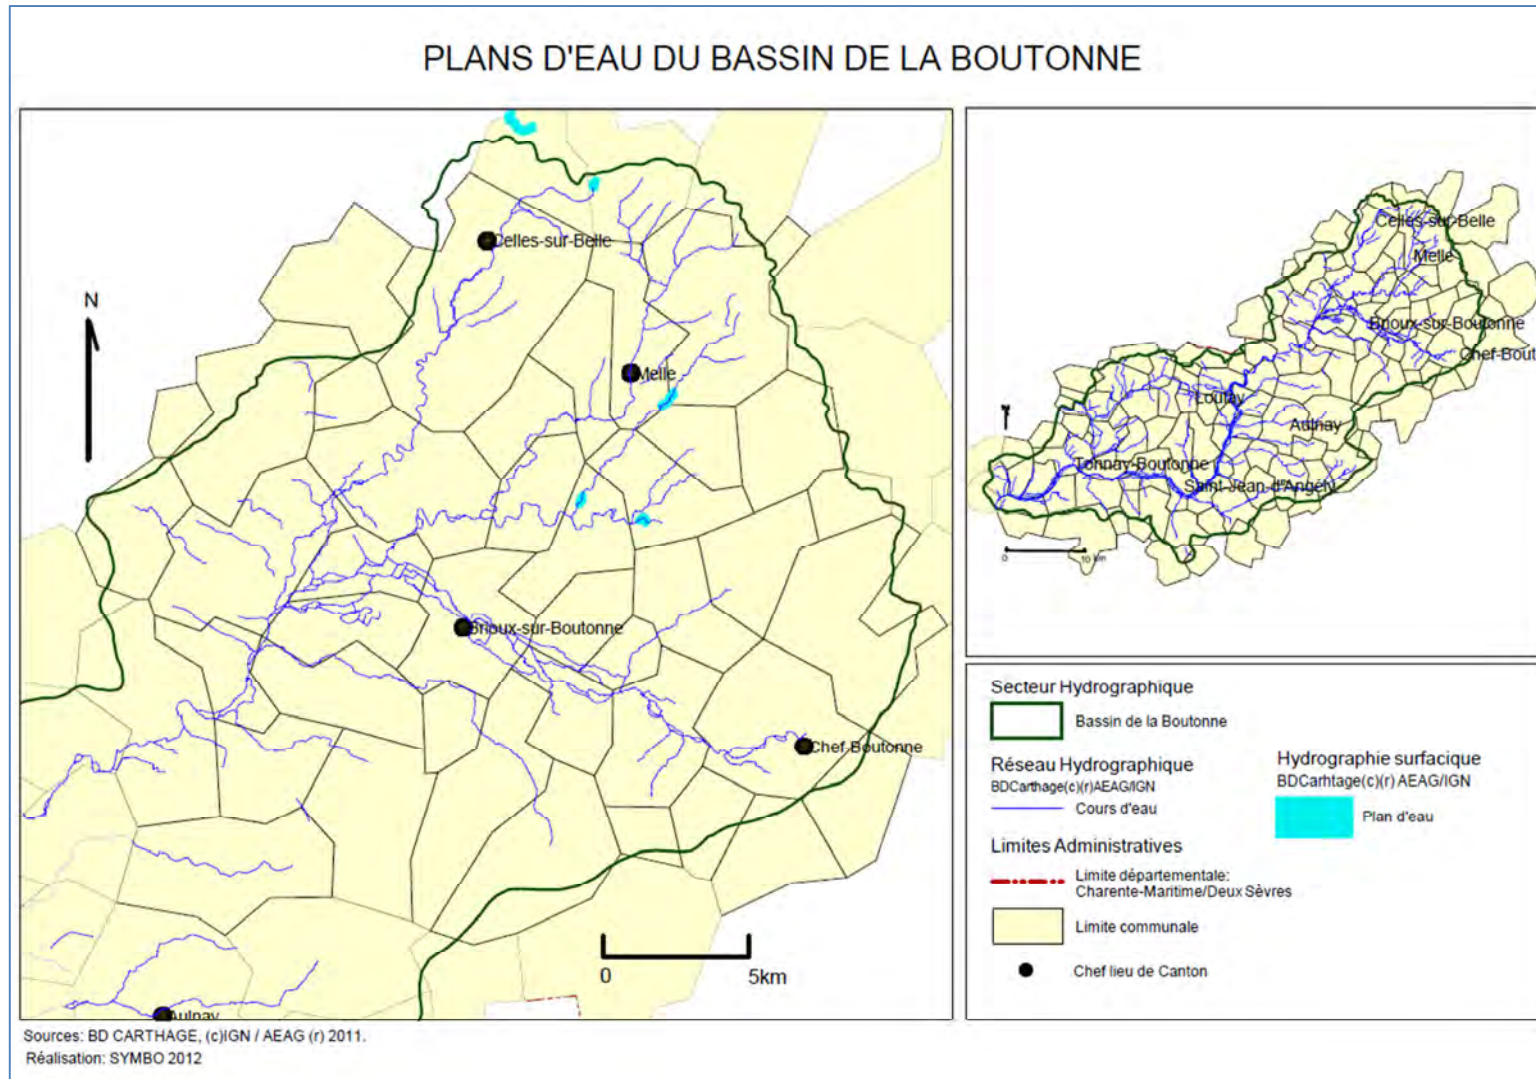 PLANS D'EAU DU BASSIN DE LA BOUTONNE
N
Celles-sur-Belle
Melle
Brioux-sur-Boutonne
Chef-Boutonne
Aulnay
0 5km
Celles-sur-Belle
Melle
Brioux-sur-Boutonne
Chef-Bout
Loulay
Aulnay
Tonnay-Boutonne
Saint-Jean-d'Angély
N
0 10 km
Secteur Hydrographique
Bassin de la Boutonne
Réseau Hydrographique
BDCarthage(c)(r)AEAG/IGN
Cours d'eau
Hydrographie surfacique
BDCarhtage(c)(r) AEAG/IGN
Plan d'eau
Limites Administratives
Limite départementale:
Charente-Maritime/Deux Sèvres
Limite communale
Chef lieu de Canton
Sources: BD CARTHAGE, (c)IGN / AEAG (r) 2011.
Réalisation: SYMBO 2012